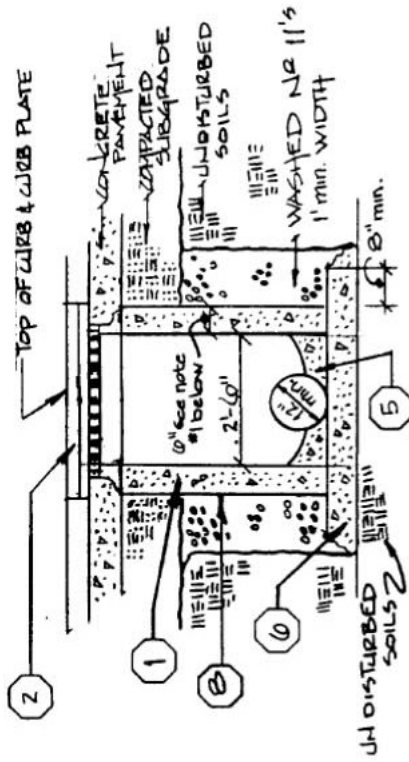 TOP OF CURB & CURB PLATE
CONCRETE
PAVEMENT
COMPACTED
SUBGRADE
UNDISTURBED
SOILS
WASHED Nº 11's
1' min. WIDTH
8" min.
2
1
8
6
5
6" see note
#1 below
2'-6"
12"
min.
UNDISTURBED
SOILS